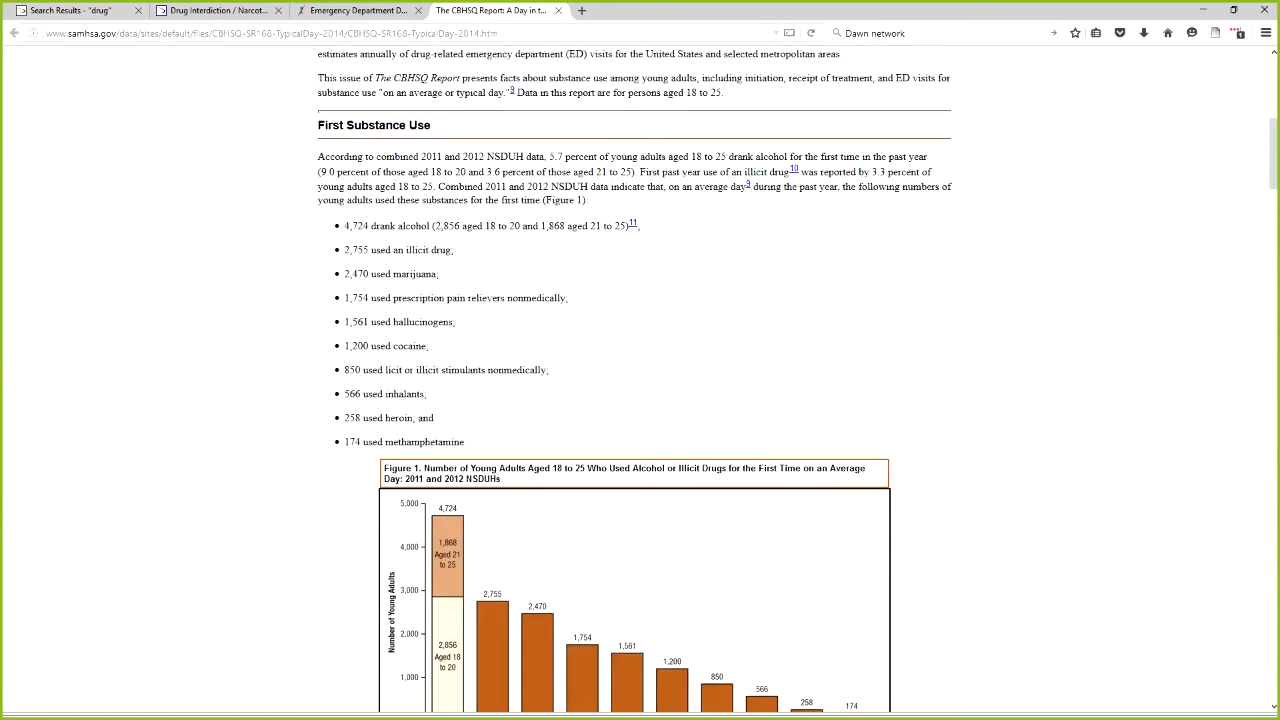 Search Results - "drug"
Drug Interdiction / Narcot...
Emergency Department D...
The CBHSQ Report: A Day in t...
www.samhsa.gov/data/sites/default/files/CBHSQ-SR168-TypicalDay-2014/CBHSQ-SR168-TypicalDay-2014.htm
Dawn network
estimates annually of drug-related emergency department (ED) visits for the United States and selected metropolitan areas
This issue of The CBHSQ Report presents facts about substance use among young adults, including initiation, receipt of treatment, and ED visits for
substance use "on an average or typical day."9 Data in this report are for persons aged 18 to 25.
First Substance Use
According to combined 2011 and 2012 NSDUH data, 5.7 percent of young adults aged 18 to 25 drank alcohol for the first time in the past year
(9.0 percent of those aged 18 to 20 and 3.6 percent of those aged 21 to 25). First past year use of an illicit drug10 was reported by 3.3 percent of
young adults aged 18 to 25. Combined 2011 and 2012 NSDUH data indicate that, on an average day9 during the past year, the following numbers of
young adults used these substances for the first time (Figure 1):
• 4,724 drank alcohol (2,856 aged 18 to 20 and 1,868 aged 21 to 25)11;
• 2,755 used an illicit drug;
• 2,470 used marijuana;
• 1,754 used prescription pain relievers nonmedically;
• 1,561 used hallucinogens;
• 1,200 used cocaine;
• 850 used licit or illicit stimulants nonmedically;
• 566 used inhalants;
• 258 used heroin; and
• 174 used methamphetamine
Figure 1. Number of Young Adults Aged 18 to 25 Who Used Alcohol or Illicit Drugs for the First Time on an Average
Day: 2011 and 2012 NSDUHs
Number of Young Adults
5,000
4,000
3,000
2,000
1,000
4,724
1,868
Aged 21
to 25
2,856
Aged 18
to 20
2,755
2,470
1,754
1,561
1,200
850
566
258
174